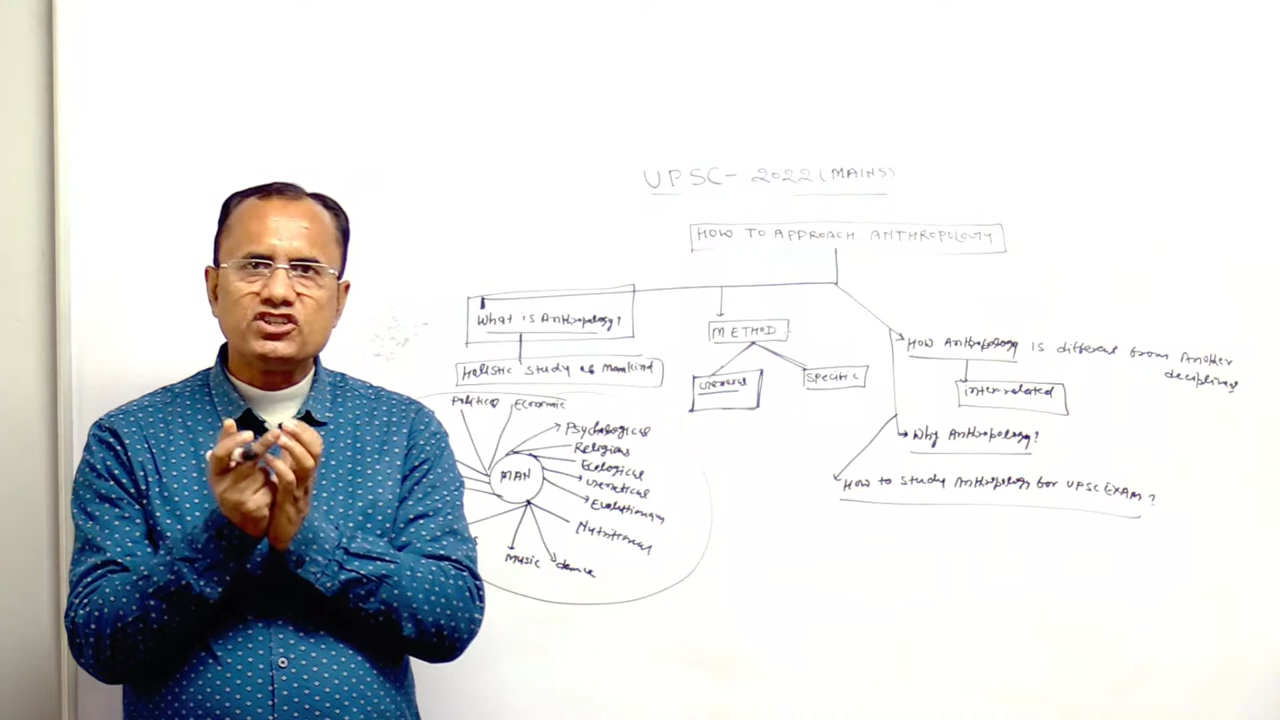 UPSC- 2022 (MAINS)
HOW TO APPROACH ANTHROPOLOGY
What is Anthropology?
Holistic study as Mankind
Political
Economic
Psychological
Religious
Ecological
Genetical
Evolutionary
Nutritional
MAN
Music
dance
METHOD
General
SPECIFIC
HOW Anthropology is different from Another
decipline
inter-related
Why Anthropology?
How to study Anthropology for UPSC EXAM?